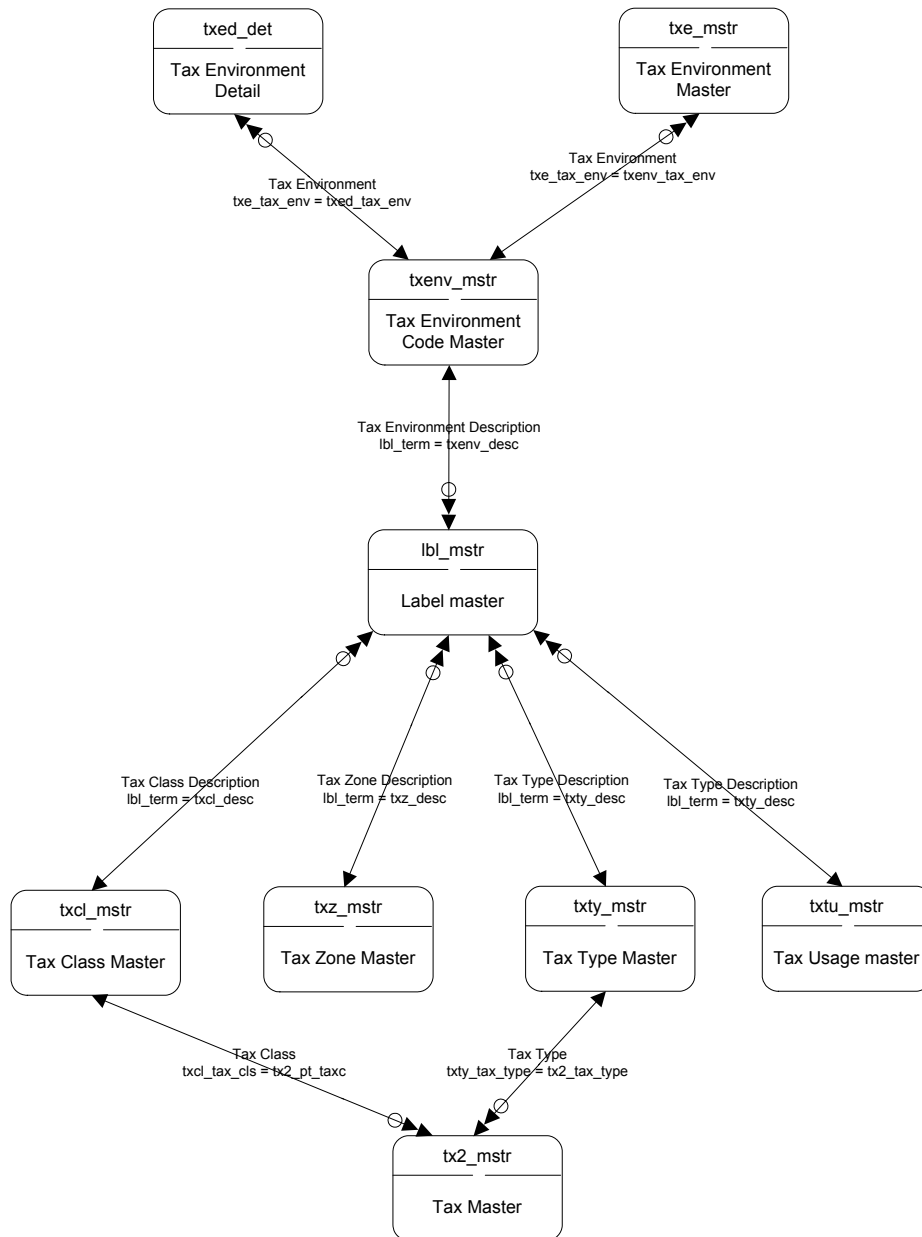 txed_det
Tax Environment
Detail
txe_mstr
Tax Environment
Master
Tax Environment
txe_tax_env = txed_tax_env
Tax Environment
txe_tax_env = txenv_tax_env
txenv_mstr
Tax Environment
Code Master
Tax Environment Description
lbl_term = txenv_desc
lbl_mstr
Label master
Tax Class Description
lbl_term = txcl_desc
Tax Zone Description
lbl_term = txz_desc
Tax Type Description
lbl_term = txty_desc
Tax Type Description
lbl_term = txty_desc
txcl_mstr
Tax Class Master
txz_mstr
Tax Zone Master
txty_mstr
Tax Type Master
txtu_mstr
Tax Usage master
Tax Class
txcl_tax_cls = tx2_pt_taxc
Tax Type
txty_tax_type = tx2_tax_type
tx2_mstr
Tax Master